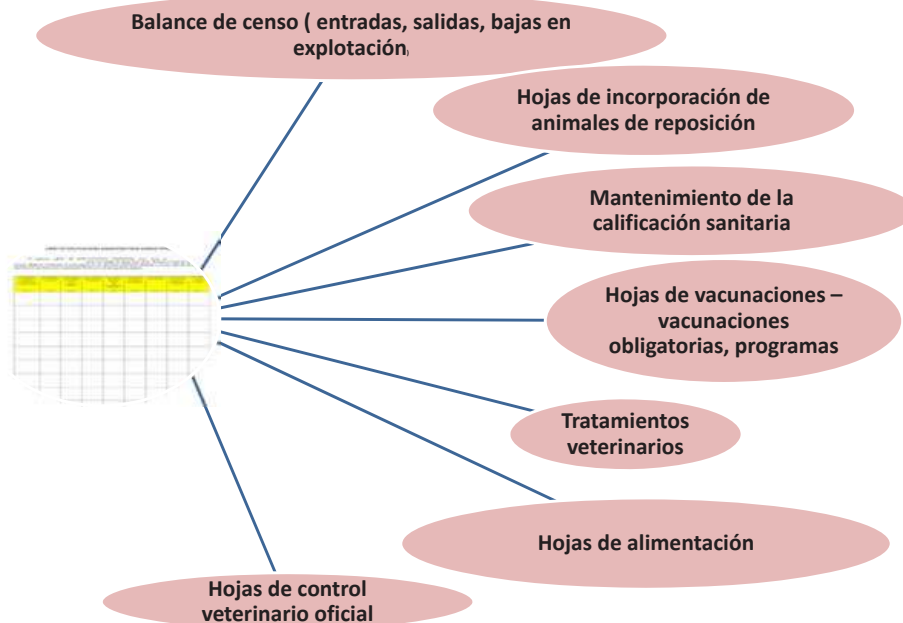 Balance de censo ( entradas, salidas, bajas en
explotación)
Hojas de incorporación de
animales de reposición
Mantenimiento de la
calificación sanitaria
Hojas de vacunaciones –
vacunaciones
obligatorias, programas
Tratamientos
veterinarios
Hojas de alimentación
Hojas de control
veterinario oficial